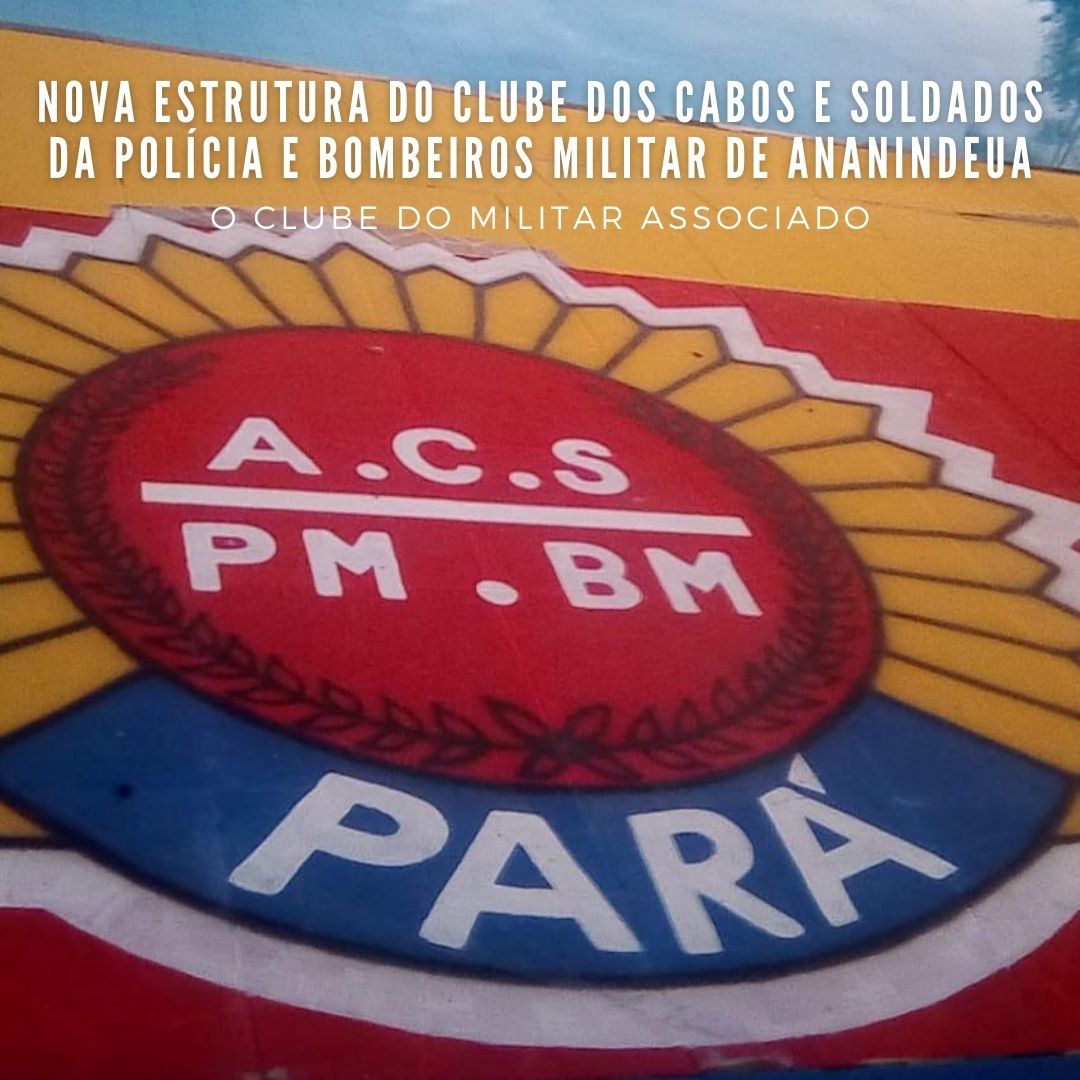 NOVA ESTRUTURA DO CLUBE DOS CABOS E SOLDADOS
DA POLÍCIA E BOMBEIROS MILITAR DE ANANINDEUA
O CLUBE DO MILITAR ASSOCIADO
A.C.S
PM.BM
PARÁ